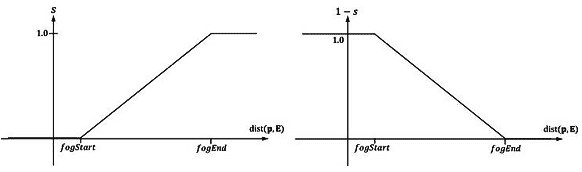 s
1.0
dist(p, E)
fogStart
fogEnd
1 − s
1.0
dist(p, E)
fogStart
fogEnd